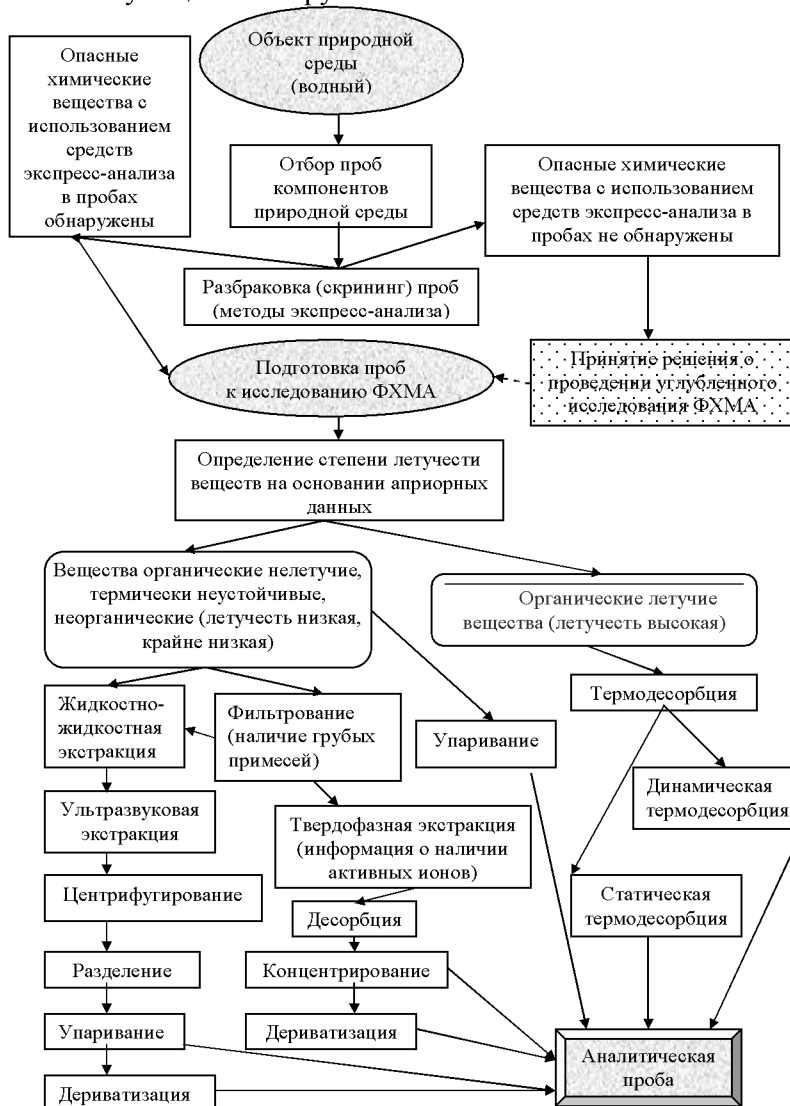 Объект природной
среды
(водный)
Опасные
химические
вещества с
использованием
средств
экспресс-анализа
в пробах
обнаружены
Отбор проб
компонентов
природной среды
Опасные химические
вещества с использованием
средств экспресс-анализа в
пробах не обнаружены
Разбраковка (скрининг) проб
(методы экспресс-анализа)
Подготовка проб
к исследованию ФХМА
Принятие решения о
проведении углубленного
исследования ФХМА
Определение степени летучести
веществ на основании априорных
данных
Вещества органические нелетучие,
термически неустойчивые,
неорганические (летучесть низкая,
крайне низкая)
Органические летучие
вещества (летучесть высокая)
Жидкостно-
жидкостная
экстракция
Фильтрование
(наличие грубых
примесей)
Упаривание
Термодесорбция
Динамическая
термодесорбция
Ультразвуковая
экстракция
Твердофазная экстракция
(информация о наличии
активных ионов)
Центрифугирование
Десорбция
Статическая
термодесорбция
Разделение
Концентрирование
Упаривание
Дериватизация
Аналитическая
проба
Дериватизация